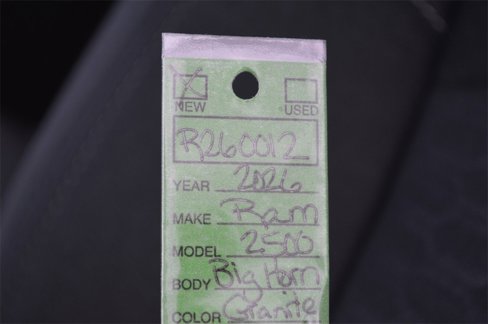 NEW USED
R260012
YEAR 2026
MAKE Ram
MODEL 2500
BODY Big Horn
COLOR Granite